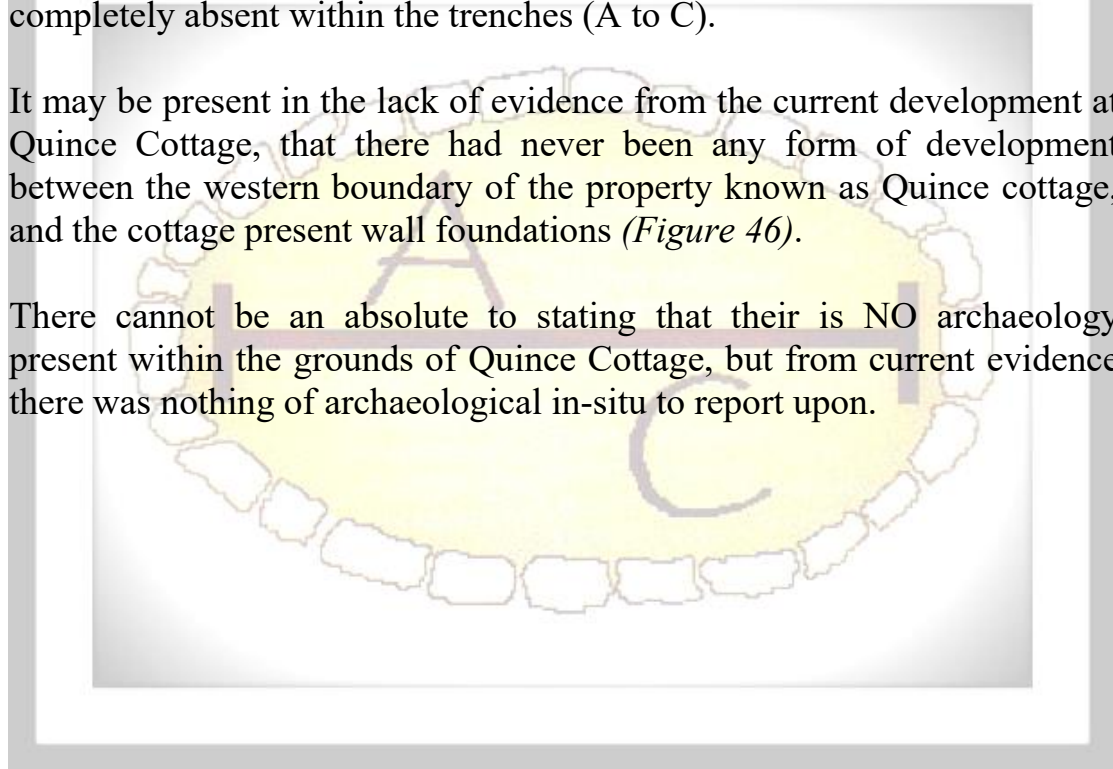 completely absent within the trenches (A to C).
It may be present in the lack of evidence from the current development at
Quince Cottage, that there had never been any form of development
between the western boundary of the property known as Quince cottage,
and the cottage present wall foundations (Figure 46).
There cannot be an absolute to stating that their is NO archaeology
present within the grounds of Quince Cottage, but from current evidence
there was nothing of archaeological in-situ to report upon.
A
C